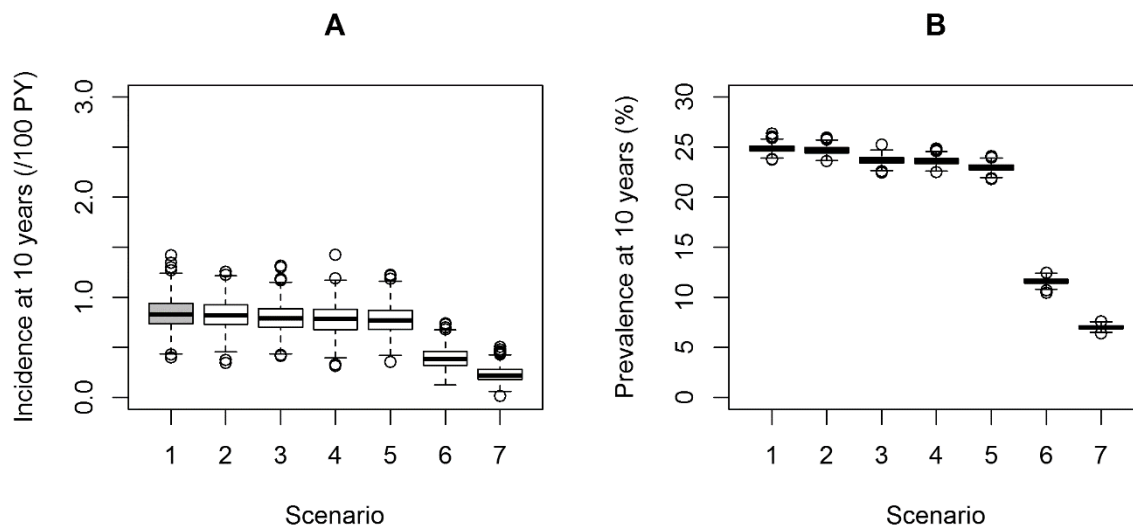 A
Incidence at 10 years (/100 PY)
3.0
2.0
1.0
0.0
1 2 3 4 5 6 7
Scenario
B
Prevalence at 10 years (%)
30
25
20
15
10
5
0
1 2 3 4 5 6 7
Scenario